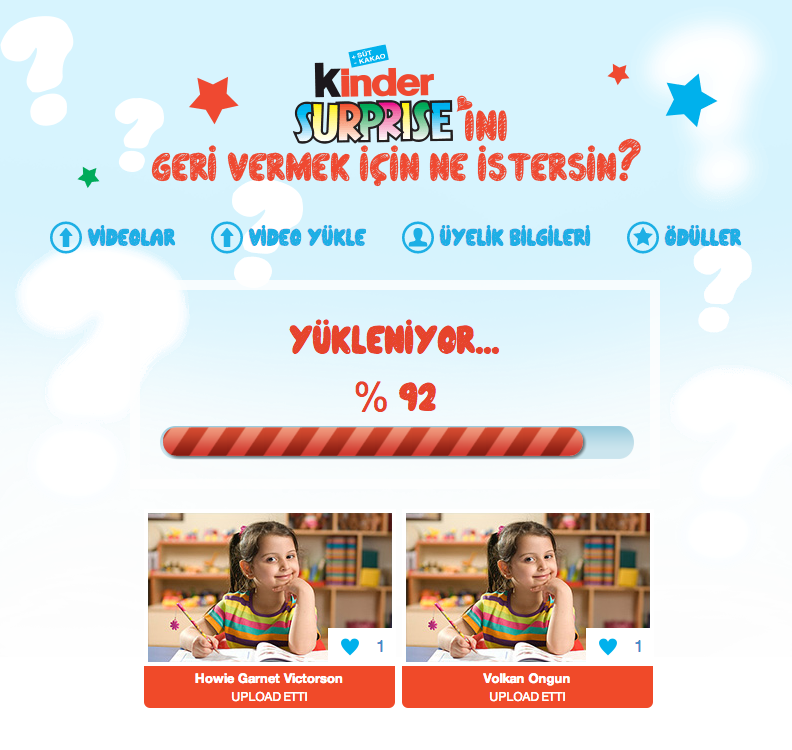 + SÜT
- KAKAO
Kinder
SURPRISE'İNİ
GERİ VERMEK İÇİN NE İSTERSİN?
VİDEOLAR
VİDEO YÜKLE
ÜYELİK BİLGİLERİ
ÖDÜLLER
YÜKLENİYOR...
% 92
1
1
Howie Garnet Victorson
UPLOAD ETTI
Volkan Ongun
UPLOAD ETTI